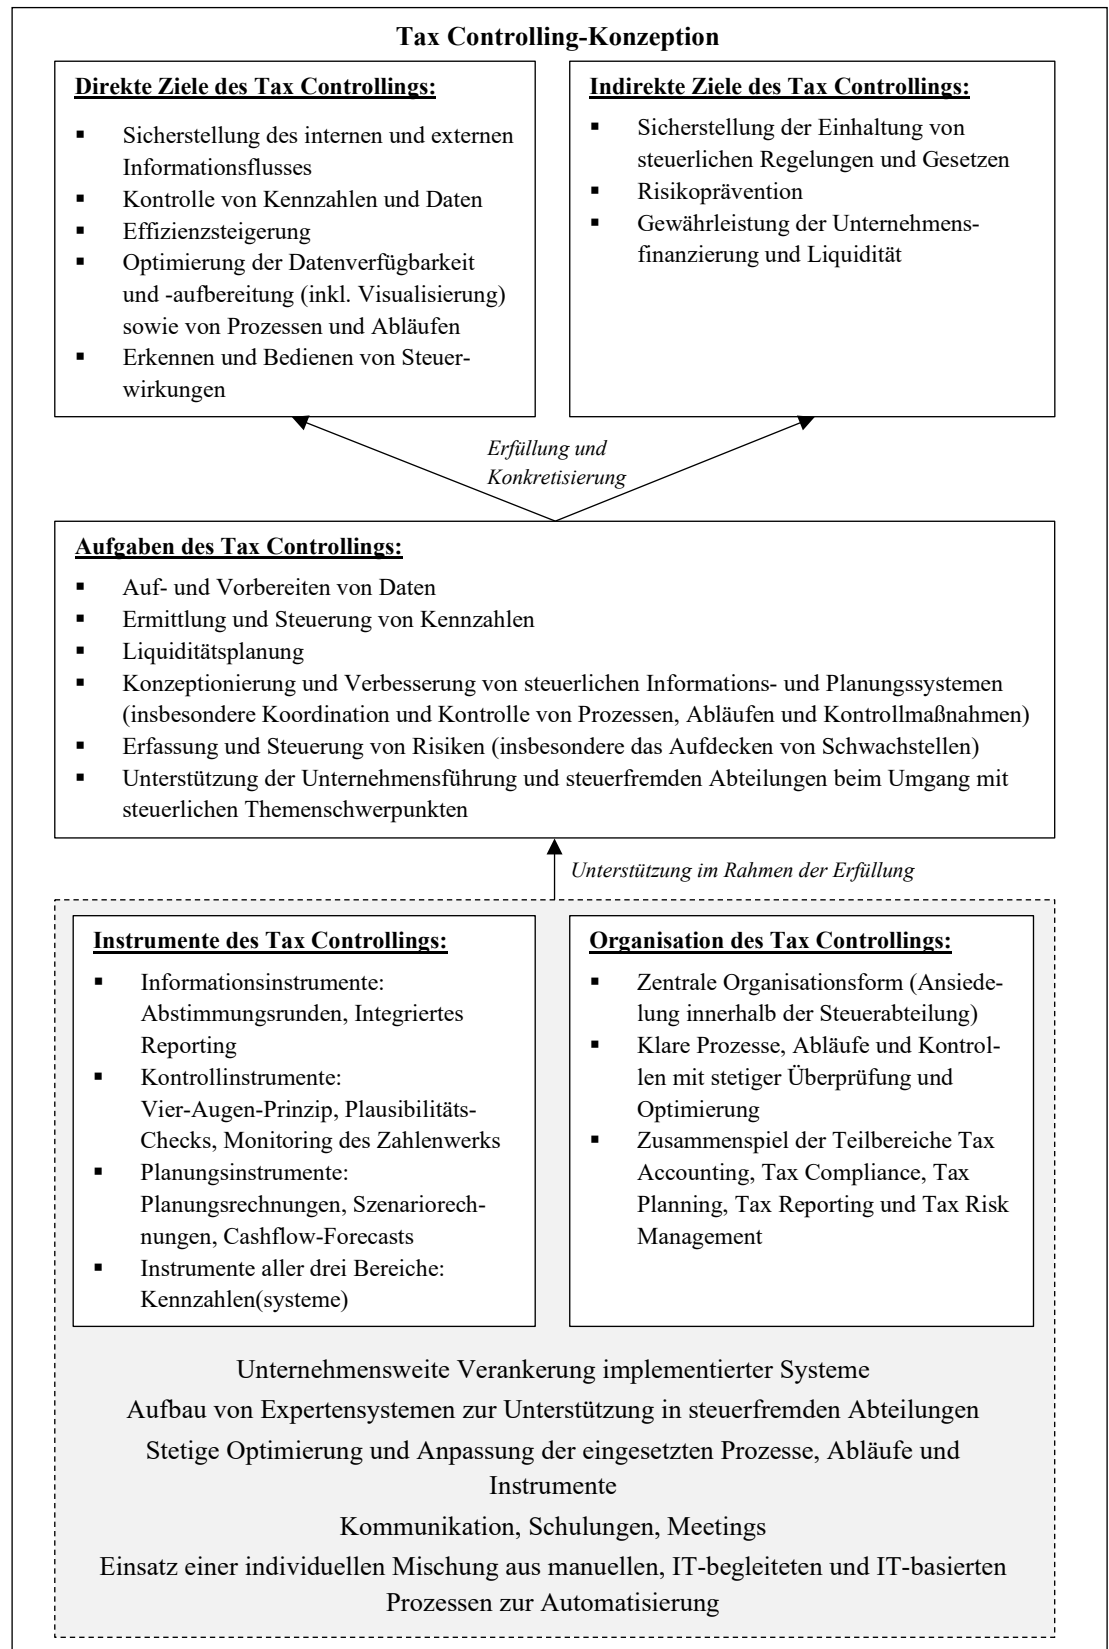 Tax Controlling-Konzeption
Direkte Ziele des Tax Controllings:
▪ Sicherstellung des internen und externen
Informationsflusses
▪ Kontrolle von Kennzahlen und Daten
▪ Effizienzsteigerung
▪ Optimierung der Datenverfügbarkeit
und -aufbereitung (inkl. Visualisierung)
sowie von Prozessen und Abläufen
▪ Erkennen und Bedienen von Steuer-
wirkungen
Indirekte Ziele des Tax Controllings:
▪ Sicherstellung der Einhaltung von
steuerlichen Regelungen und Gesetzen
▪ Risikoprävention
▪ Gewährleistung der Unternehmens-
finanzierung und Liquidität
Erfüllung und
Konkretisierung
Aufgaben des Tax Controllings:
▪ Auf- und Vorbereiten von Daten
▪ Ermittlung und Steuerung von Kennzahlen
▪ Liquiditätsplanung
▪ Konzeptionierung und Verbesserung von steuerlichen Informations- und Planungssystemen
(insbesondere Koordination und Kontrolle von Prozessen, Abläufen und Kontrollmaßnahmen)
▪ Erfassung und Steuerung von Risiken (insbesondere das Aufdecken von Schwachstellen)
▪ Unterstützung der Unternehmensführung und steuerfremden Abteilungen beim Umgang mit
steuerlichen Themenschwerpunkten
Unterstützung im Rahmen der Erfüllung
Instrumente des Tax Controllings:
▪ Informationsinstrumente:
Abstimmungsrunden, Integriertes
Reporting
▪ Kontrollinstrumente:
Vier-Augen-Prinzip, Plausibilitäts-
Checks, Monitoring des Zahlenwerks
▪ Planungsinstrumente:
Planungsrechnungen, Szenariorech-
nungen, Cashflow-Forecasts
▪ Instrumente aller drei Bereiche:
Kennzahlen(systeme)
Organisation des Tax Controllings:
▪ Zentrale Organisationsform (Ansiede-
lung innerhalb der Steuerabteilung)
▪ Klare Prozesse, Abläufe und Kontrol-
len mit stetiger Überprüfung und
Optimierung
▪ Zusammenspiel der Teilbereiche Tax
Accounting, Tax Compliance, Tax
Planning, Tax Reporting und Tax Risk
Management
Unternehmensweite Verankerung implementierter Systeme
Aufbau von Expertensystemen zur Unterstützung in steuerfremden Abteilungen
Stetige Optimierung und Anpassung der eingesetzten Prozesse, Abläufe und
Instrumente
Kommunikation, Schulungen, Meetings
Einsatz einer individuellen Mischung aus manuellen, IT-begleiteten und IT-basierten
Prozessen zur Automatisierung